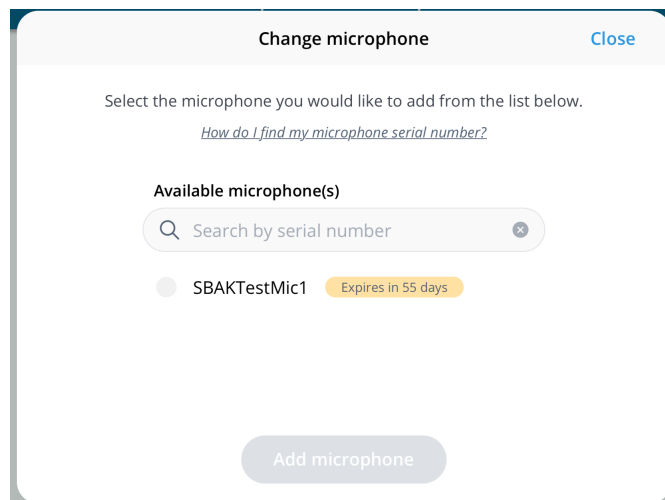 Change microphone Close
Select the microphone you would like to add from the list below.
How do I find my microphone serial number?
Available microphone(s)
Search by serial number
SBAKTestMic1 Expires in 55 days
Add microphone